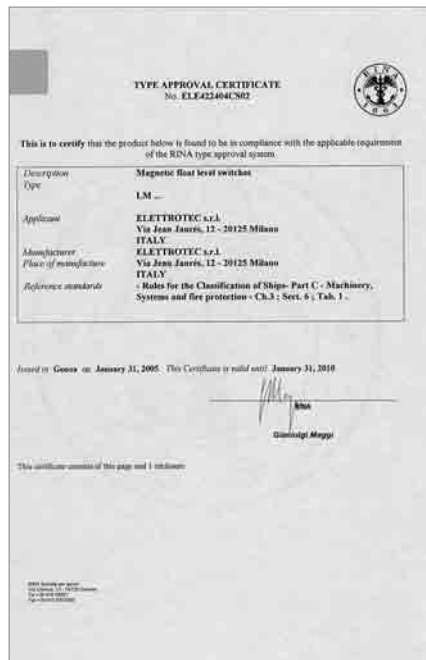 RINA
1861
TYPE APPROVAL CERTIFICATE
No. ELE422404CS02
This is to certify that the product below is found to be in compliance with the applicable requirement
of the RINA type approval system.
Description Magnetic float level switches
Type
LM ...
Applicant ELETTROTEC s.r.l.
Via Jean Jaurés, 12 - 20125 Milano
ITALY
Manufacturer ELETTROTEC s.r.l.
Place of manufacture Via Jean Jaurés, 12 - 20125 Milano
ITALY
Reference standards - Rules for the Classification of Ships- Part C - Machinery,
Systems and fire protection - Ch.3 ; Sect. 6 ; Tab. 1 .
Issued in Genoa on January 31, 2005. This Certificate is valid until January 31, 2010
RINA
Meggi
This certificate consists of this page and 1 enclosure